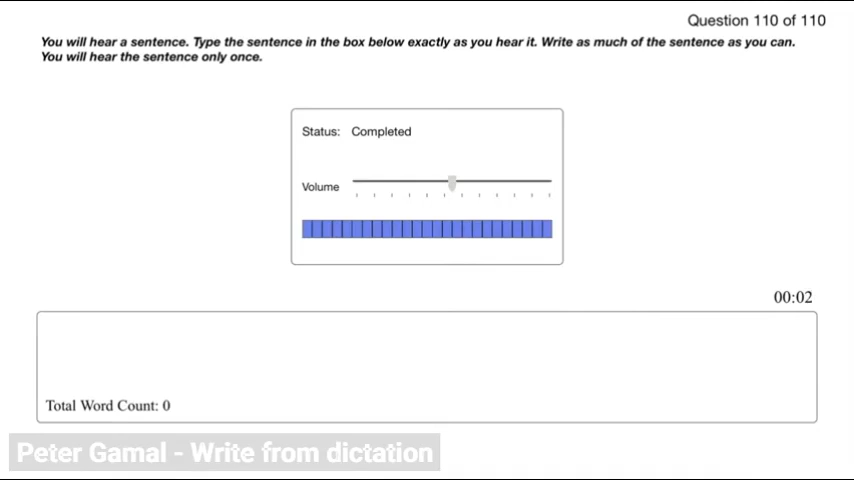 Question 110 of 110
You will hear a sentence. Type the sentence in the box below exactly as you hear it. Write as much of the sentence as you can.
You will hear the sentence only once.
Status: Completed
Volume
00:02
Total Word Count: 0
Peter Gamal - Write from dictation